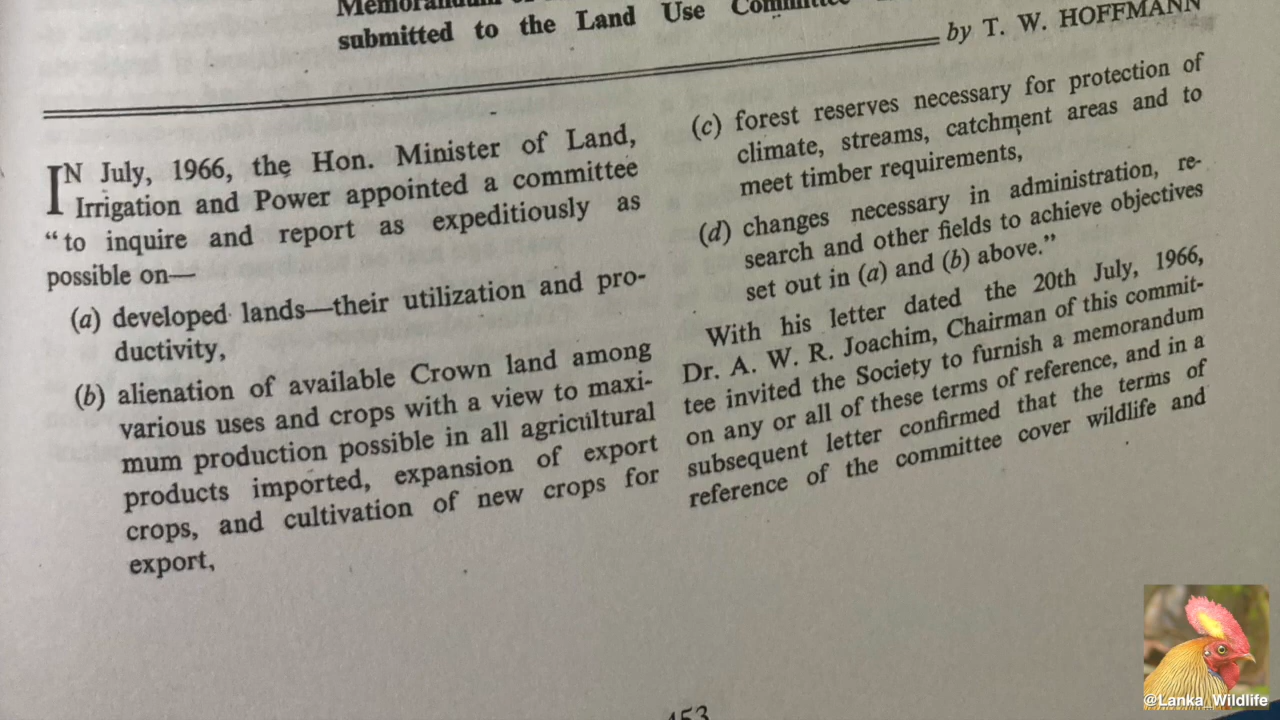 submitted to the Land Use
by T. W. HOFFMANN
IN July, 1966, the Hon. Minister of Land,
Irrigation and Power appointed a committee
“to inquire and report as expeditiously as
possible on—
(a) developed lands—their utilization and pro-
ductivity,
(b) alienation of available Crown land among
various uses and crops with a view to maxi-
mum production possible in all agricultural
products imported, expansion of export
crops, and cultivation of new crops for
export,
(c) forest reserves necessary for protection of
climate, streams, catchment areas and to
meet timber requirements,
(d) changes necessary in administration, re-
search and other fields to achieve objectives
set out in (a) and (b) above.”
With his letter dated the 20th July, 1966,
Dr. A. W. R. Joachim, Chairman of this commit-
tee invited the Society to furnish a memorandum
on any or all of these terms of reference, and in a
subsequent letter confirmed that the terms of
reference of the committee cover wildlife and
153
@Lanka_Wildlife